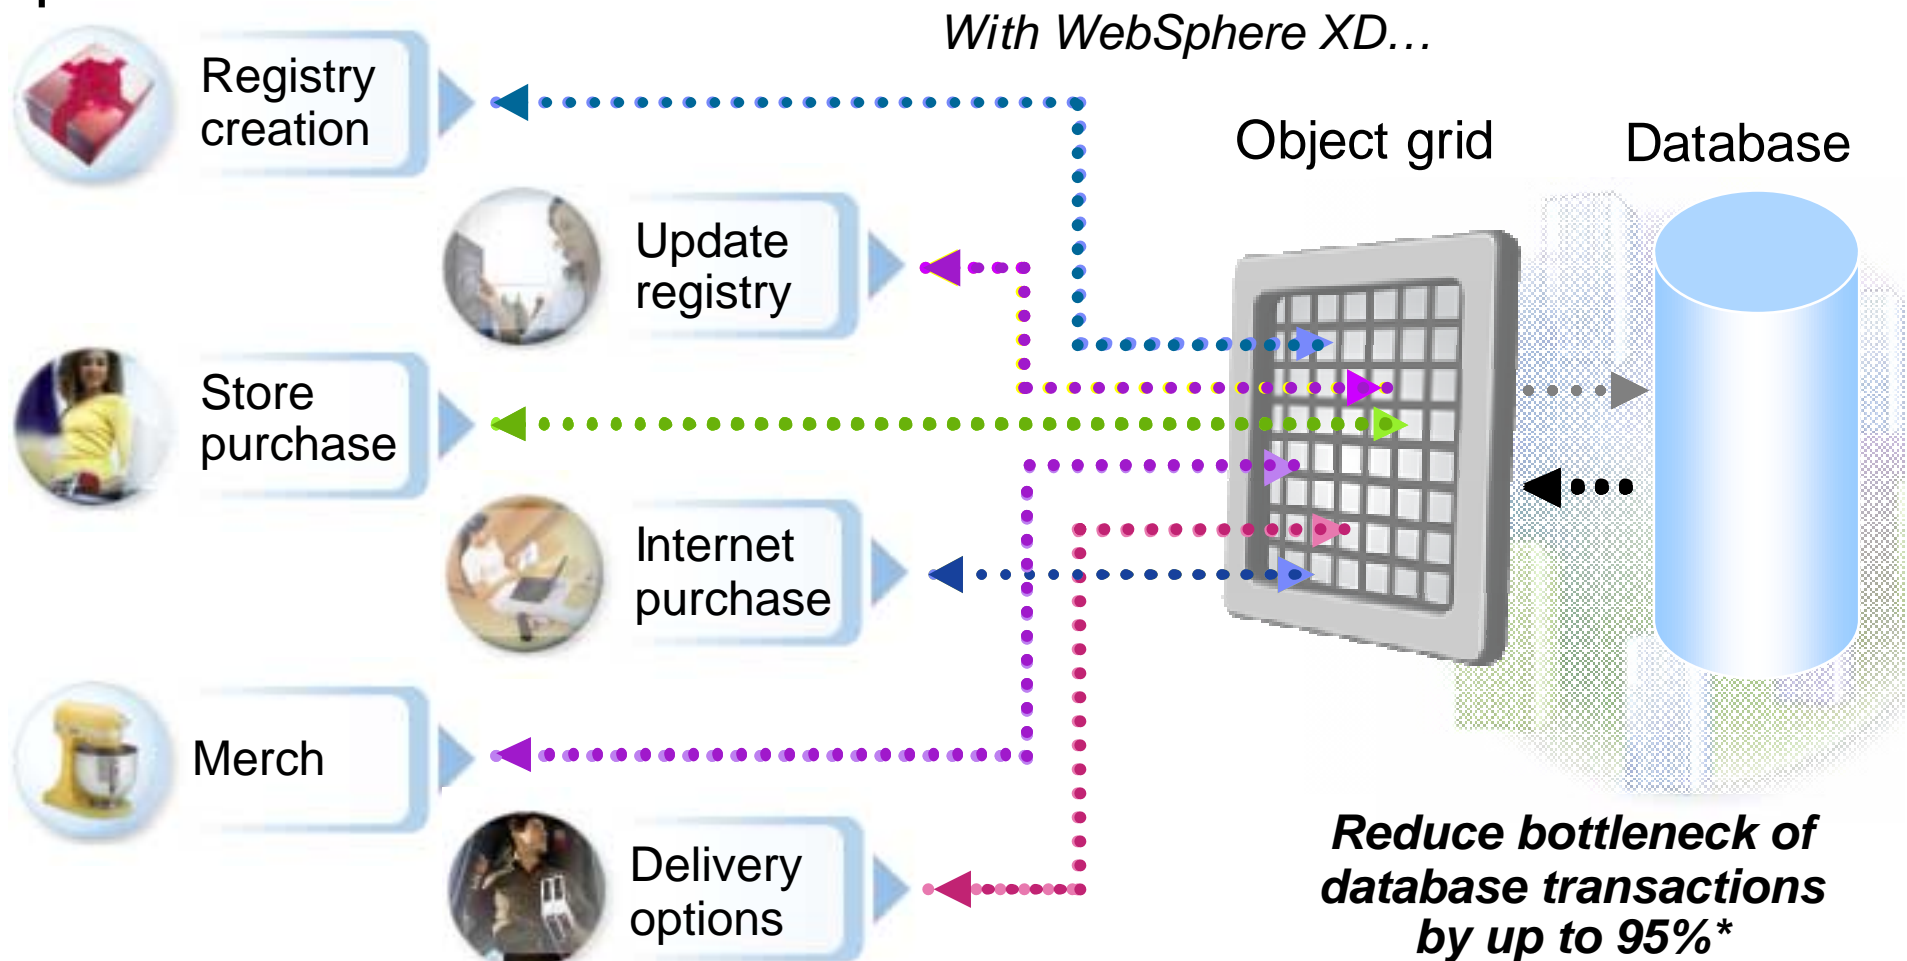 With WebSphere XD…
Registry
creation
Object grid
Database
Update
registry
Store
purchase
Internet
purchase
Merch
Delivery
options
Reduce bottleneck of
database transactions
by up to 95%*